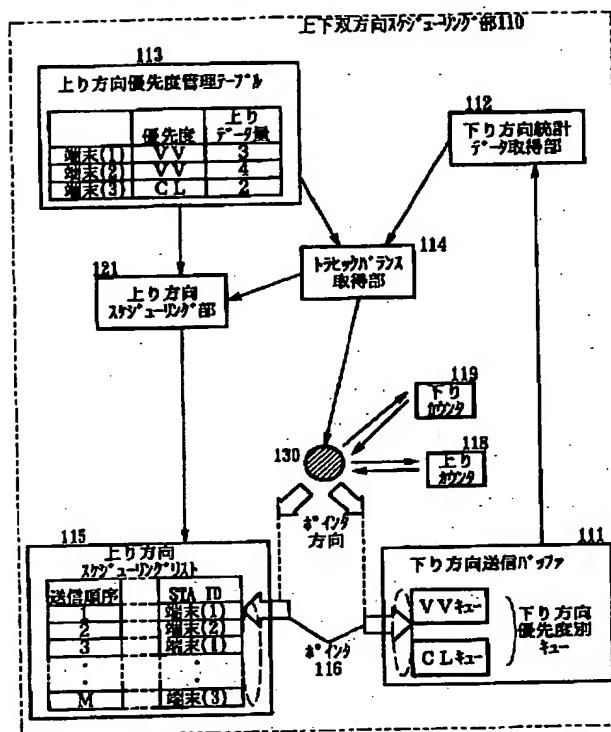 上下双方向スケジューリング部110
113
上り方向優先度管理テーブル
優先度 上りデータ量
端末(1) VV 3
端末(2) VV 4
端末(3) CL 2
112
下り方向統計
データ取得部
114
トラヒックバランス
取得部
121
上り方向
スケジューリング部
119
下り
カウンタ
118
上り
カウンタ
130
ポインタ
方向
115
上り方向
スケジューリングリスト
送信順序 STA ID
1 端末(1)
2 端末(2)
3 端末(1)
・ ・
・ ・
M 端末(3)
ポインタ
116
111
下り方向送信バッファ
VVキュー
CLキュー
下り方向
優先度別
キュー